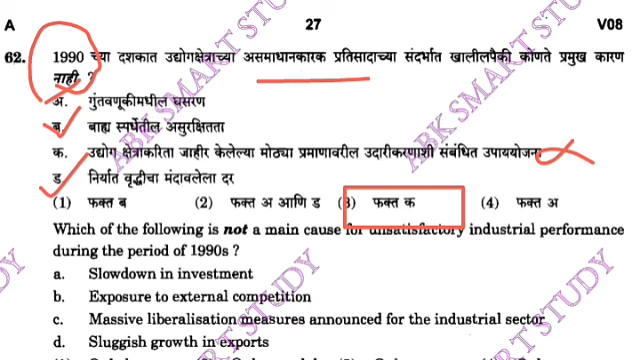 A 27 V08
62. 1990 च्या दशकात उद्योगक्षेत्राच्या असमाधानकारक प्रतिसादाच्या संदर्भात खालीलपैकी कोणते प्रमुख कारण
नाही ?
अ. गुंतवणूकीमधील घसरण
ब. बाह्य स्पर्धेतील असुरक्षितता
क. उद्योग क्षेत्राकरिता जाहीर केलेल्या मोठ्या प्रमाणावरील उदारीकरणाशी संबंधित उपाययोजना
ड. निर्यात वृद्धीचा मंदावलेला दर
(1) फक्त ब (2) फक्त अ आणि ड (3) फक्त क (4) फक्त अ
Which of the following is not a main cause for unsatisfactory industrial performance
during the period of 1990s ?
a. Slowdown in investment
b. Exposure to external competition
c. Massive liberalisation measures announced for the industrial sector
d. Sluggish growth in exports
ABK SMART STUDY
ABK SMART STUDY